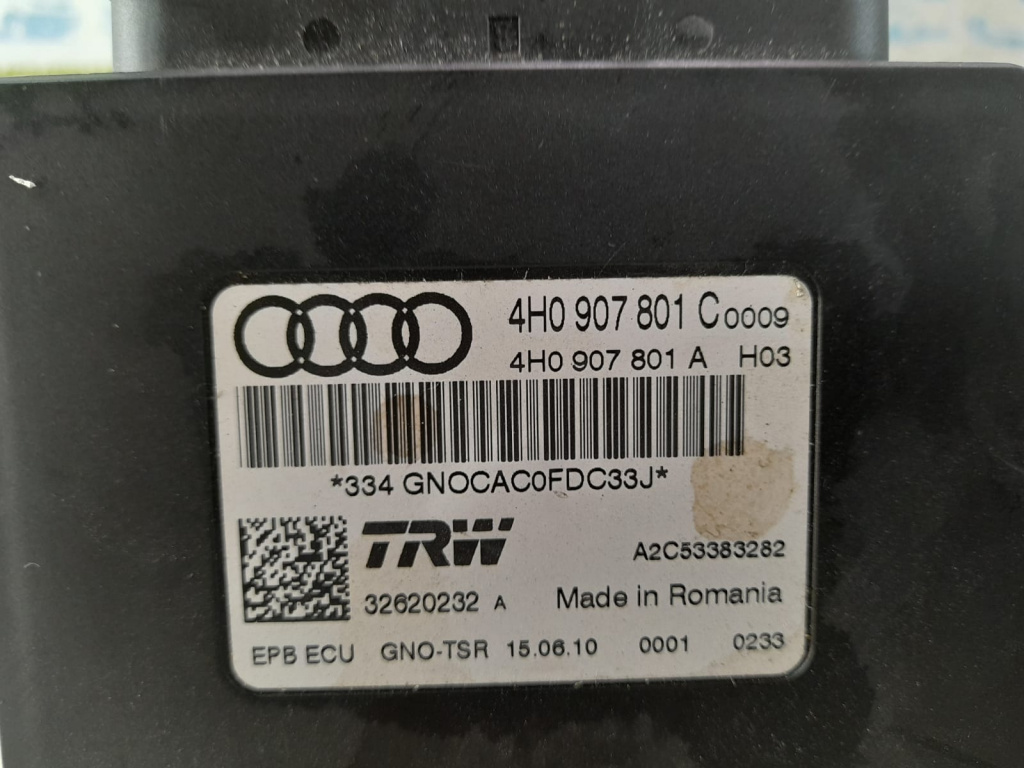 4H0 907 801 C 0009
4H0 907 801 A H03
*334 GNOCAC0FDC33J*
TRW
A2C53383282
32620232 A Made in Romania
EPB ECU GNO-TSR 15.06.10 0001 0233